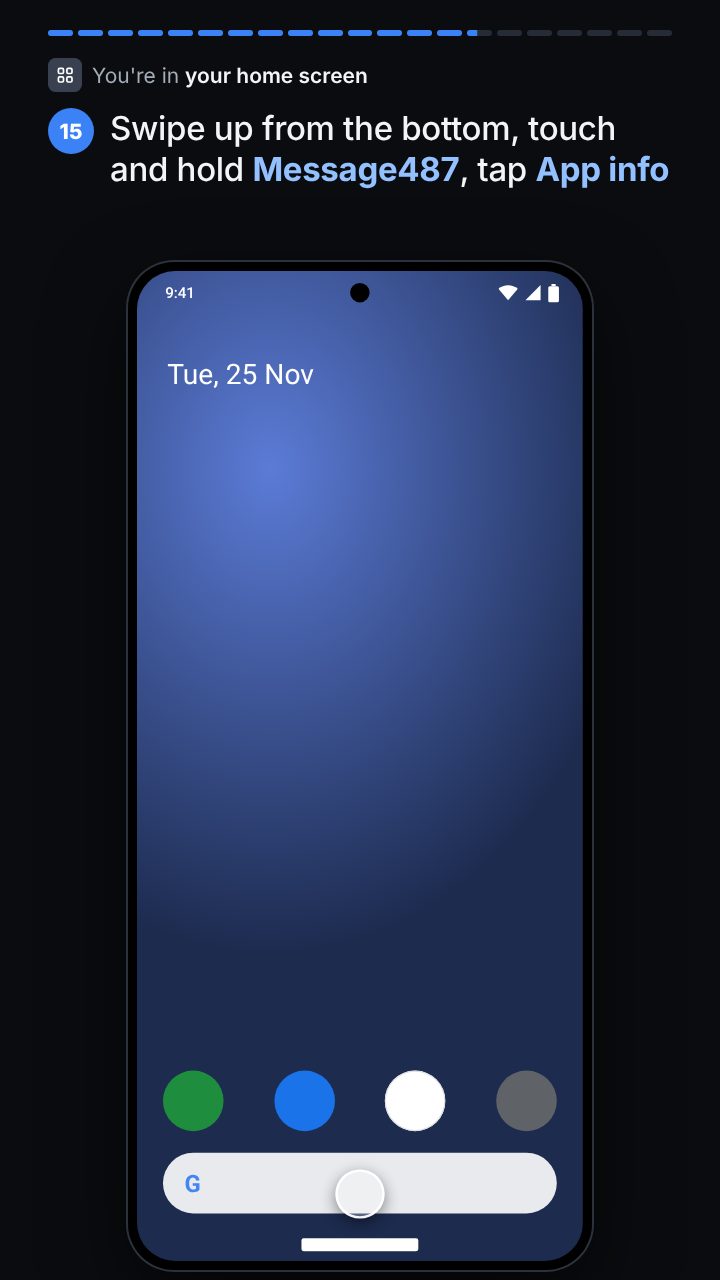 You're in your home screen
15
Swipe up from the bottom, touch
and hold Message487, tap App info
9:41
Tue, 25 Nov
G